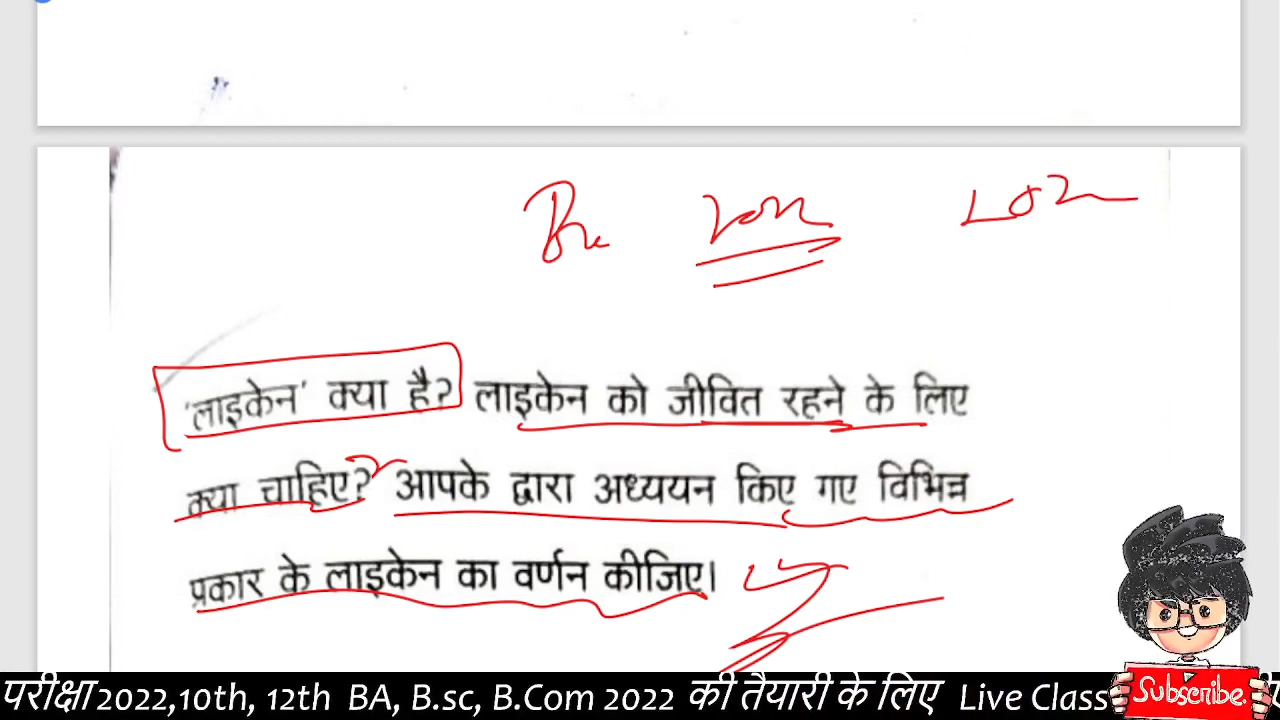 'लाइकेन' क्या है? लाइकेन को जीवित रहने के लिए
क्या चाहिए? आपके द्वारा अध्ययन किए गए विभिन्न
प्रकार के लाइकेन का वर्णन कीजिए।
परीक्षा 2022,10th, 12th BA, B.sc, B.Com 2022 की तैयारी के लिए Live Class
Subscribe